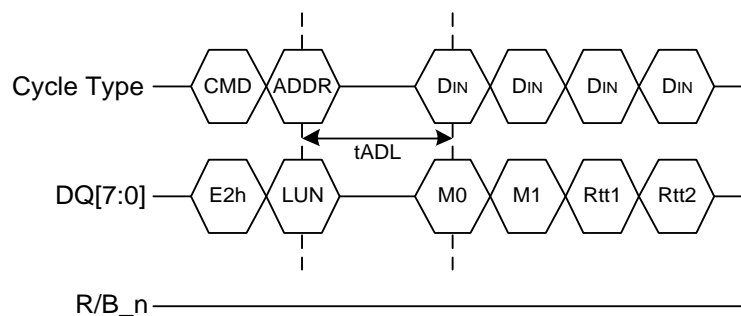 Cycle Type CMD ADDR DIN DIN DIN DIN
tADL
DQ[7:0] E2h LUN M0 M1 Rtt1 Rtt2
R/B_n